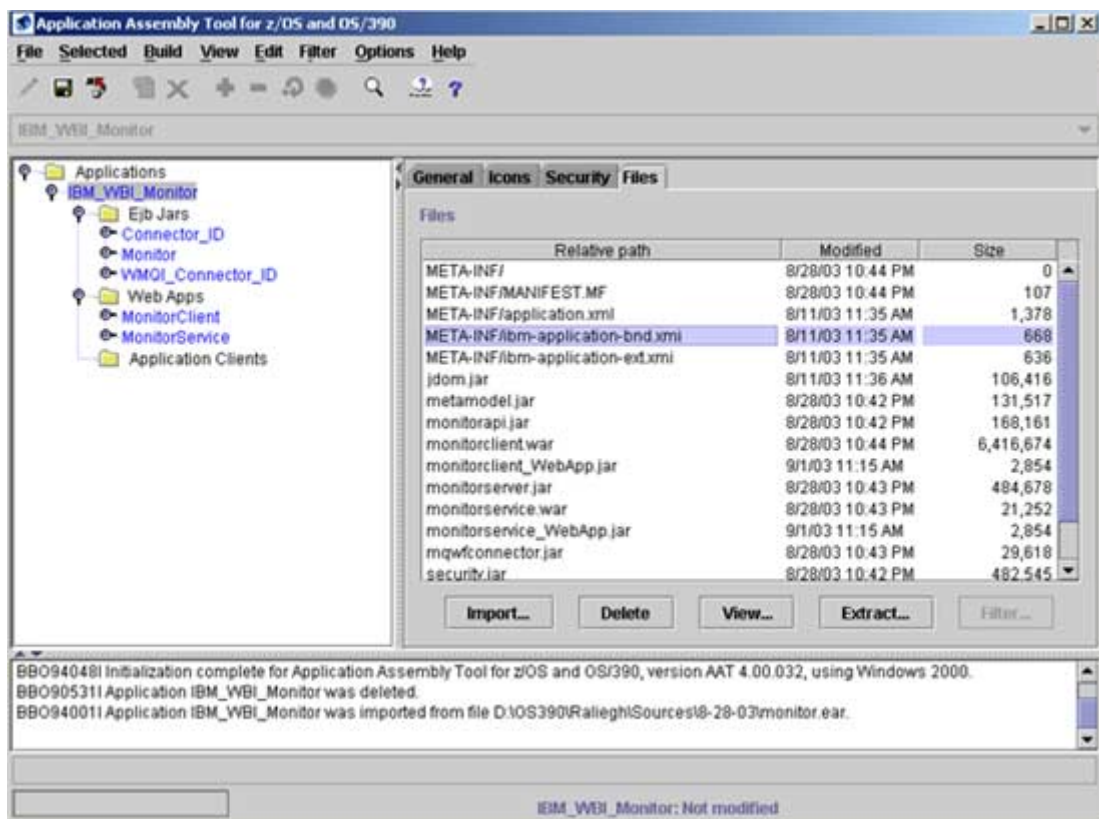 Application Assembly Tool for z/OS and OS/390
File Selected Build View Edit Filter Options Help
IBM_WBI_Monitor
Applications
IBM_WBI_Monitor
Ejb Jars
Connector_ID
Monitor
WMQI_Connector_ID
Web Apps
MonitorClient
MonitorService
Application Clients
General Icons Security Files
Files
Relative path Modified Size
META-INF/ 8/28/03 10:44 PM 0
META-INF/MANIFEST.MF 8/28/03 10:44 PM 107
META-INF/application.xml 8/11/03 11:35 AM 1,378
META-INF/ibm-application-bnd.xmi 8/11/03 11:35 AM 668
META-INF/ibm-application-ext.xmi 8/11/03 11:35 AM 636
jdom.jar 8/11/03 11:36 AM 106,416
metamodel.jar 8/28/03 10:42 PM 131,517
monitorapi.jar 8/28/03 10:42 PM 168,161
monitorclient.war 8/28/03 10:44 PM 6,416,674
monitorclient_WebApp.jar 9/1/03 11:15 AM 2,854
monitorserver.jar 8/28/03 10:43 PM 484,678
monitorservice.war 8/28/03 10:43 PM 21,252
monitorservice_WebApp.jar 9/1/03 11:15 AM 2,854
mqwfconnector.jar 8/28/03 10:43 PM 29,618
security.jar 8/28/03 10:42 PM 482,545
Import... Delete View... Extract... Filter...
BBO94048I Initialization complete for Application Assembly Tool for z/OS and OS/390, version AAT 4.00.032, using Windows 2000.
BBO90531I Application IBM_WBI_Monitor was deleted.
BBO94001I Application IBM_WBI_Monitor was imported from file D:\OS390\Raliegh\Sources\8-28-03\monitor.ear.
IBM_WBI_Monitor: Not modified